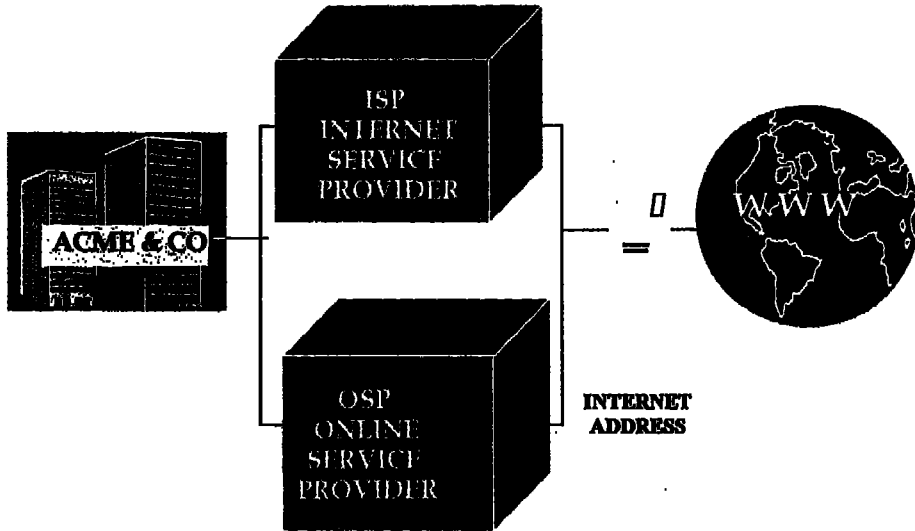 ISP
INTERNET
SERVICE
PROVIDER
ACME & CO
WWW
OSP
ONLINE
SERVICE
PROVIDER
INTERNET
ADDRESS